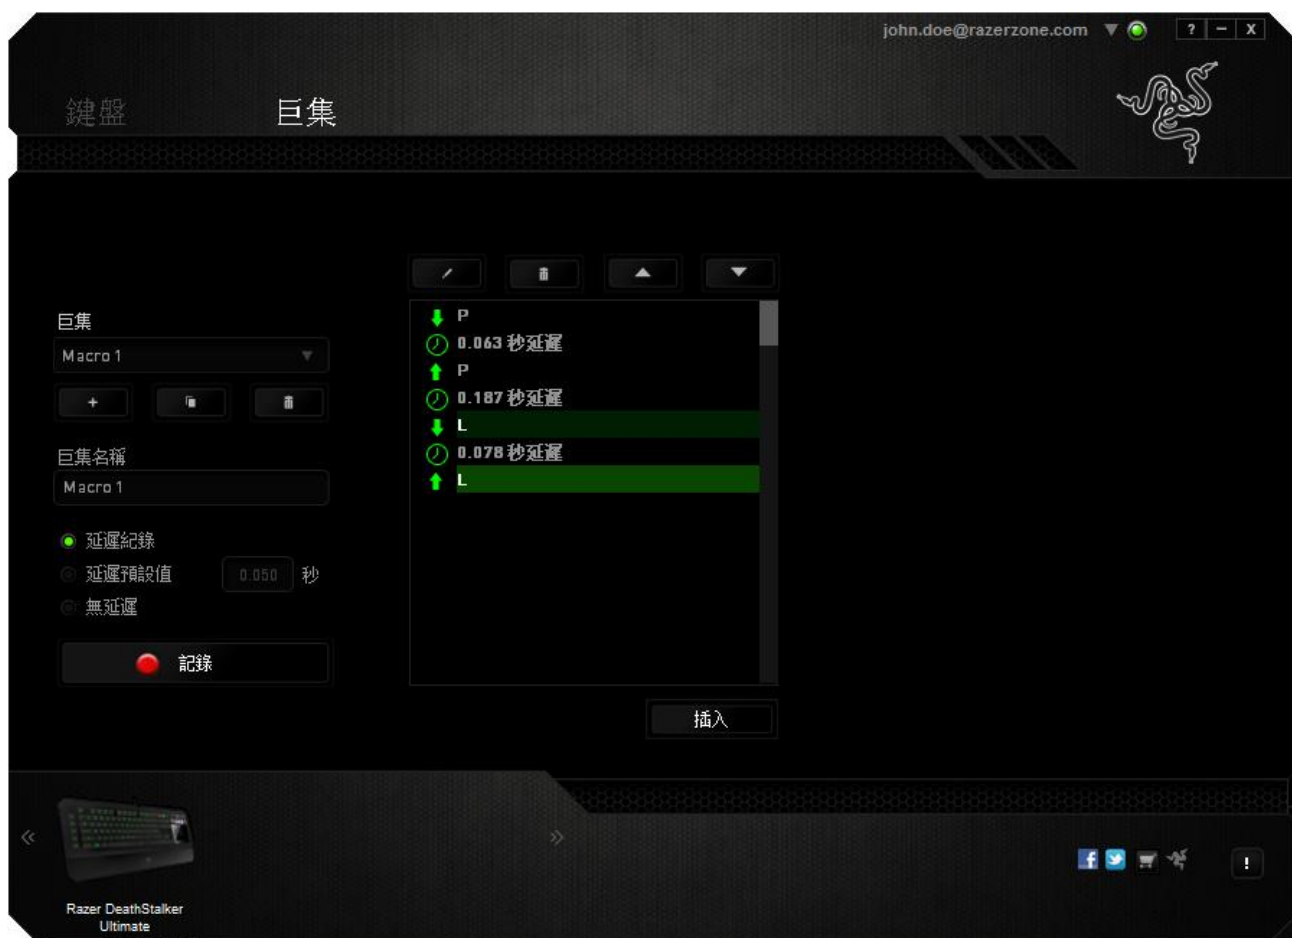 john.doe@razerzone.com
? − X
鍵盤 巨集
巨集
Macro 1
巨集名稱
Macro 1
延遲紀錄
延遲預設值 0.050 秒
無延遲
記錄
P
0.063 秒延遲
P
0.187 秒延遲
L
0.078 秒延遲
L
插入
Razer DeathStalker
Ultimate